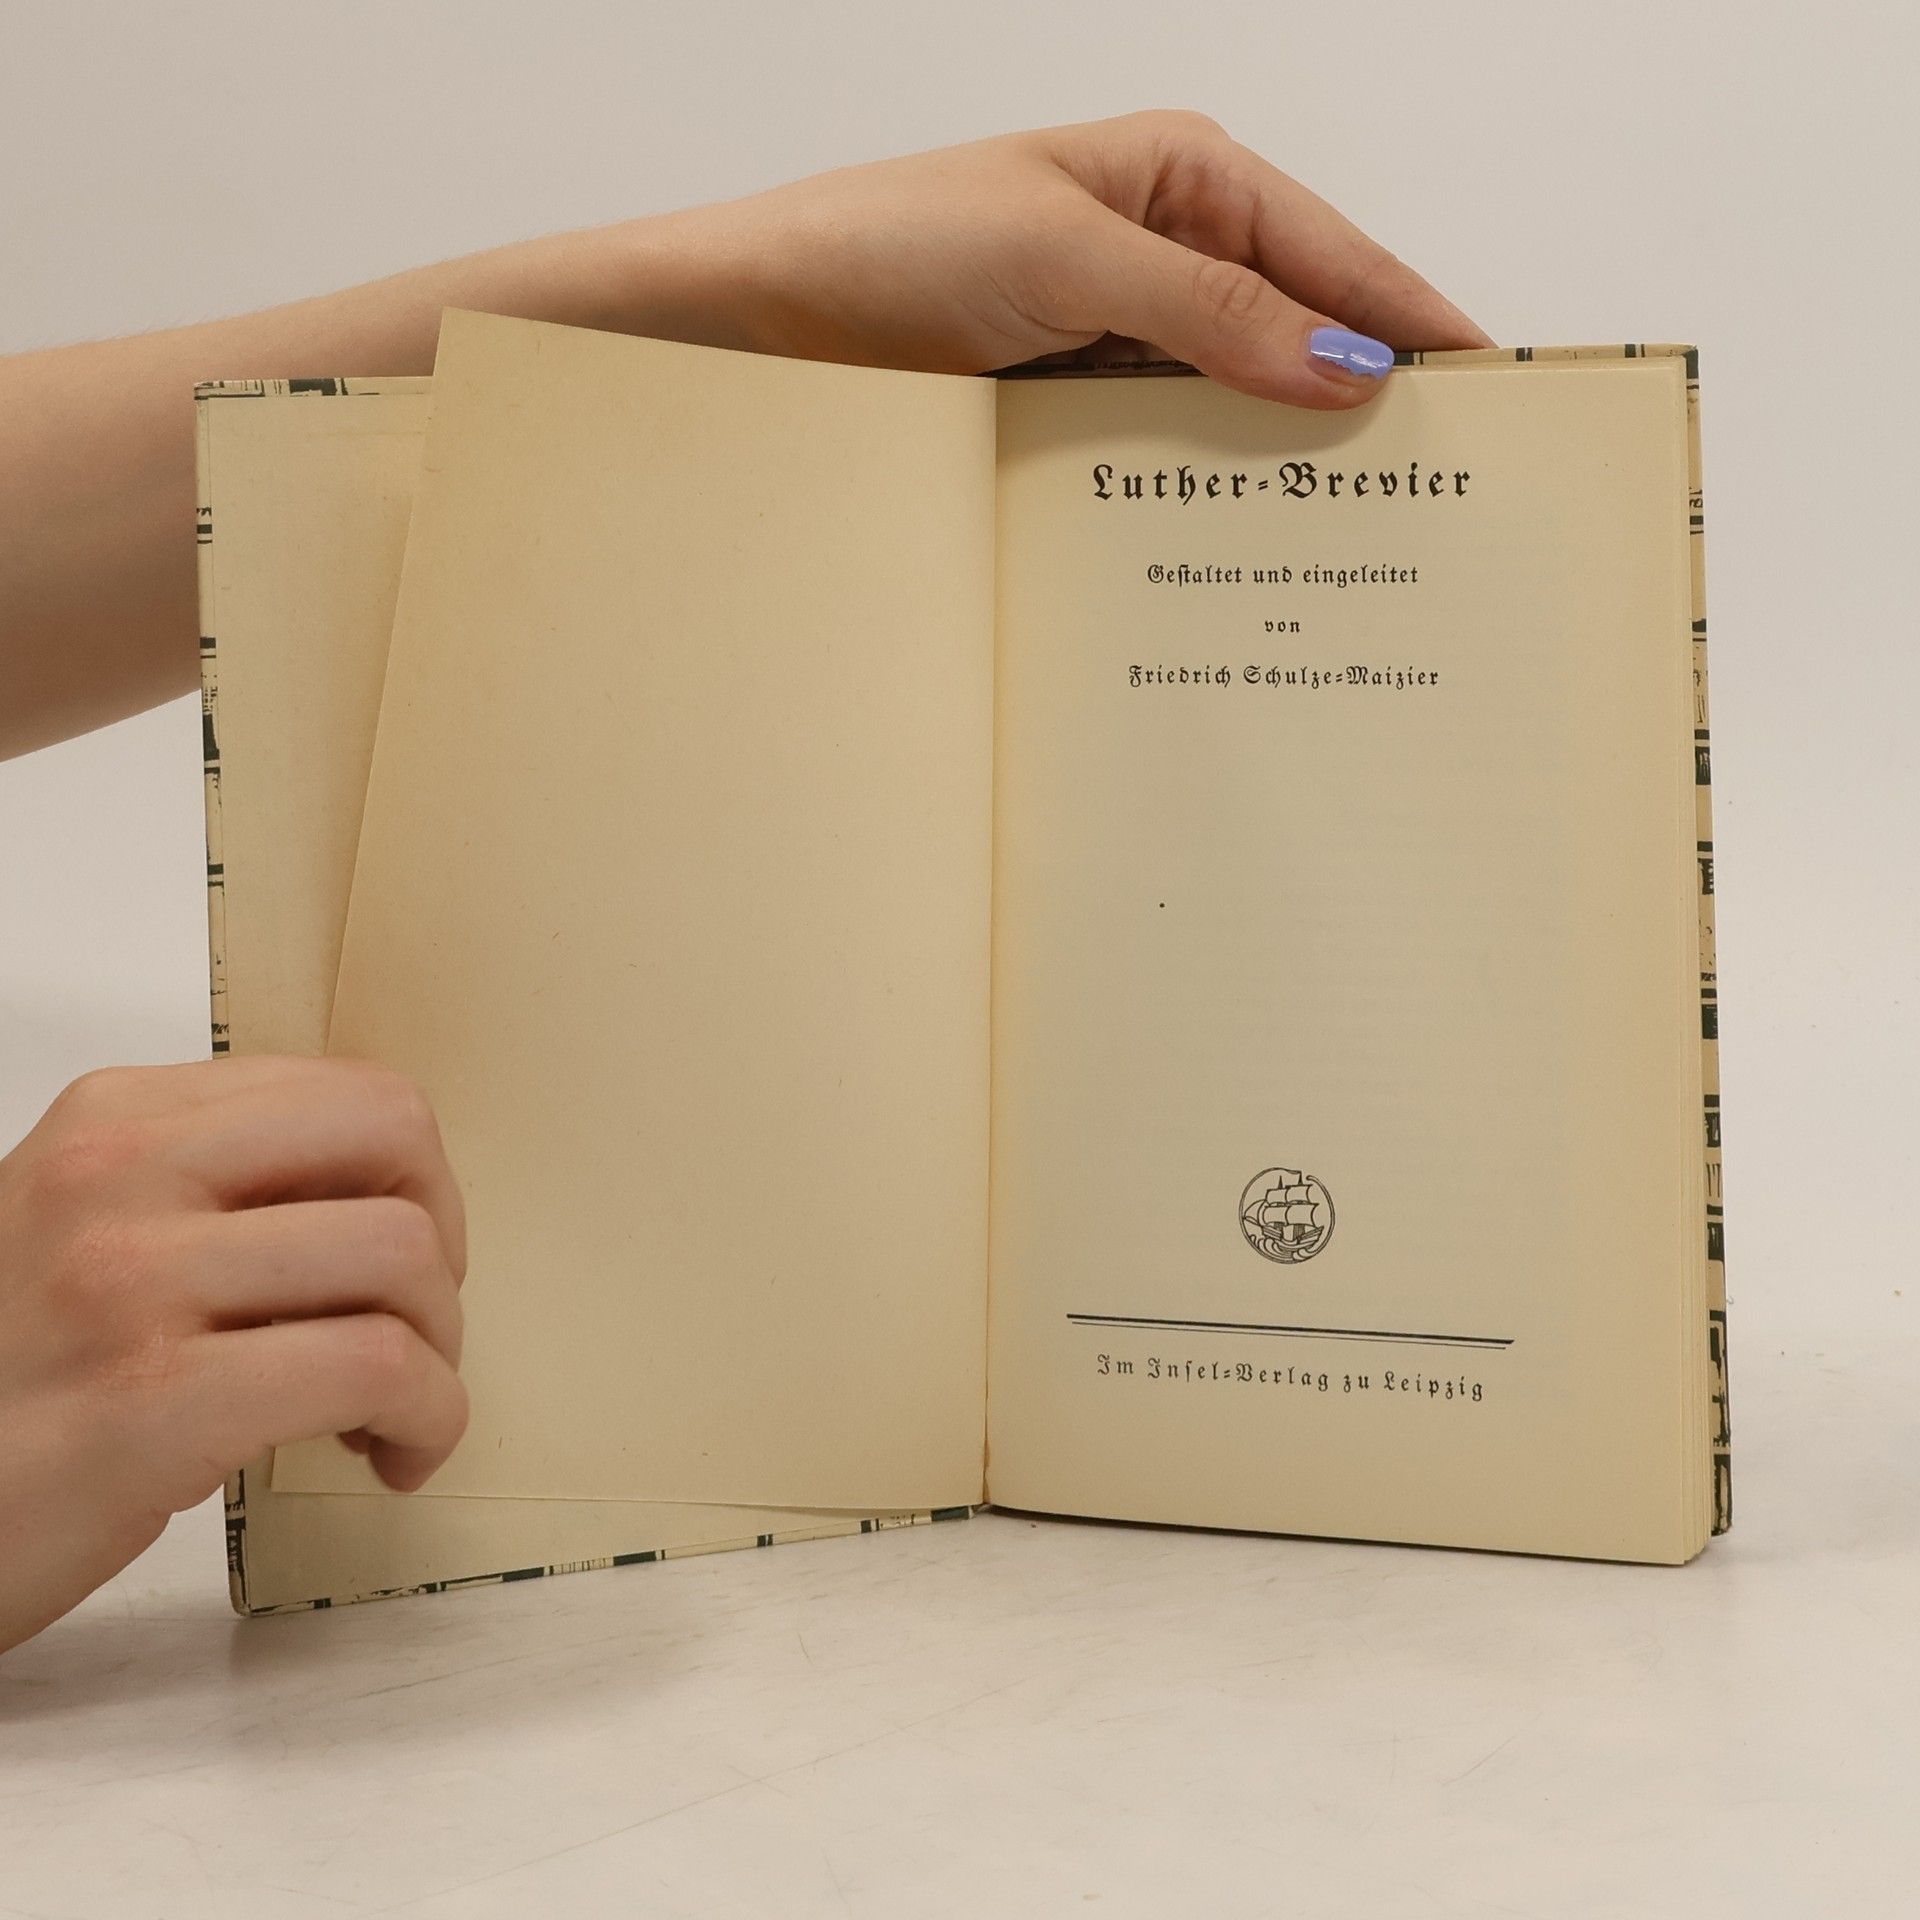 Luther-Brevier
Geſtaltet und eingeleitet
von
Friedrich Schulze-Maizier
Im Inſel-Verlag zu Leipzig